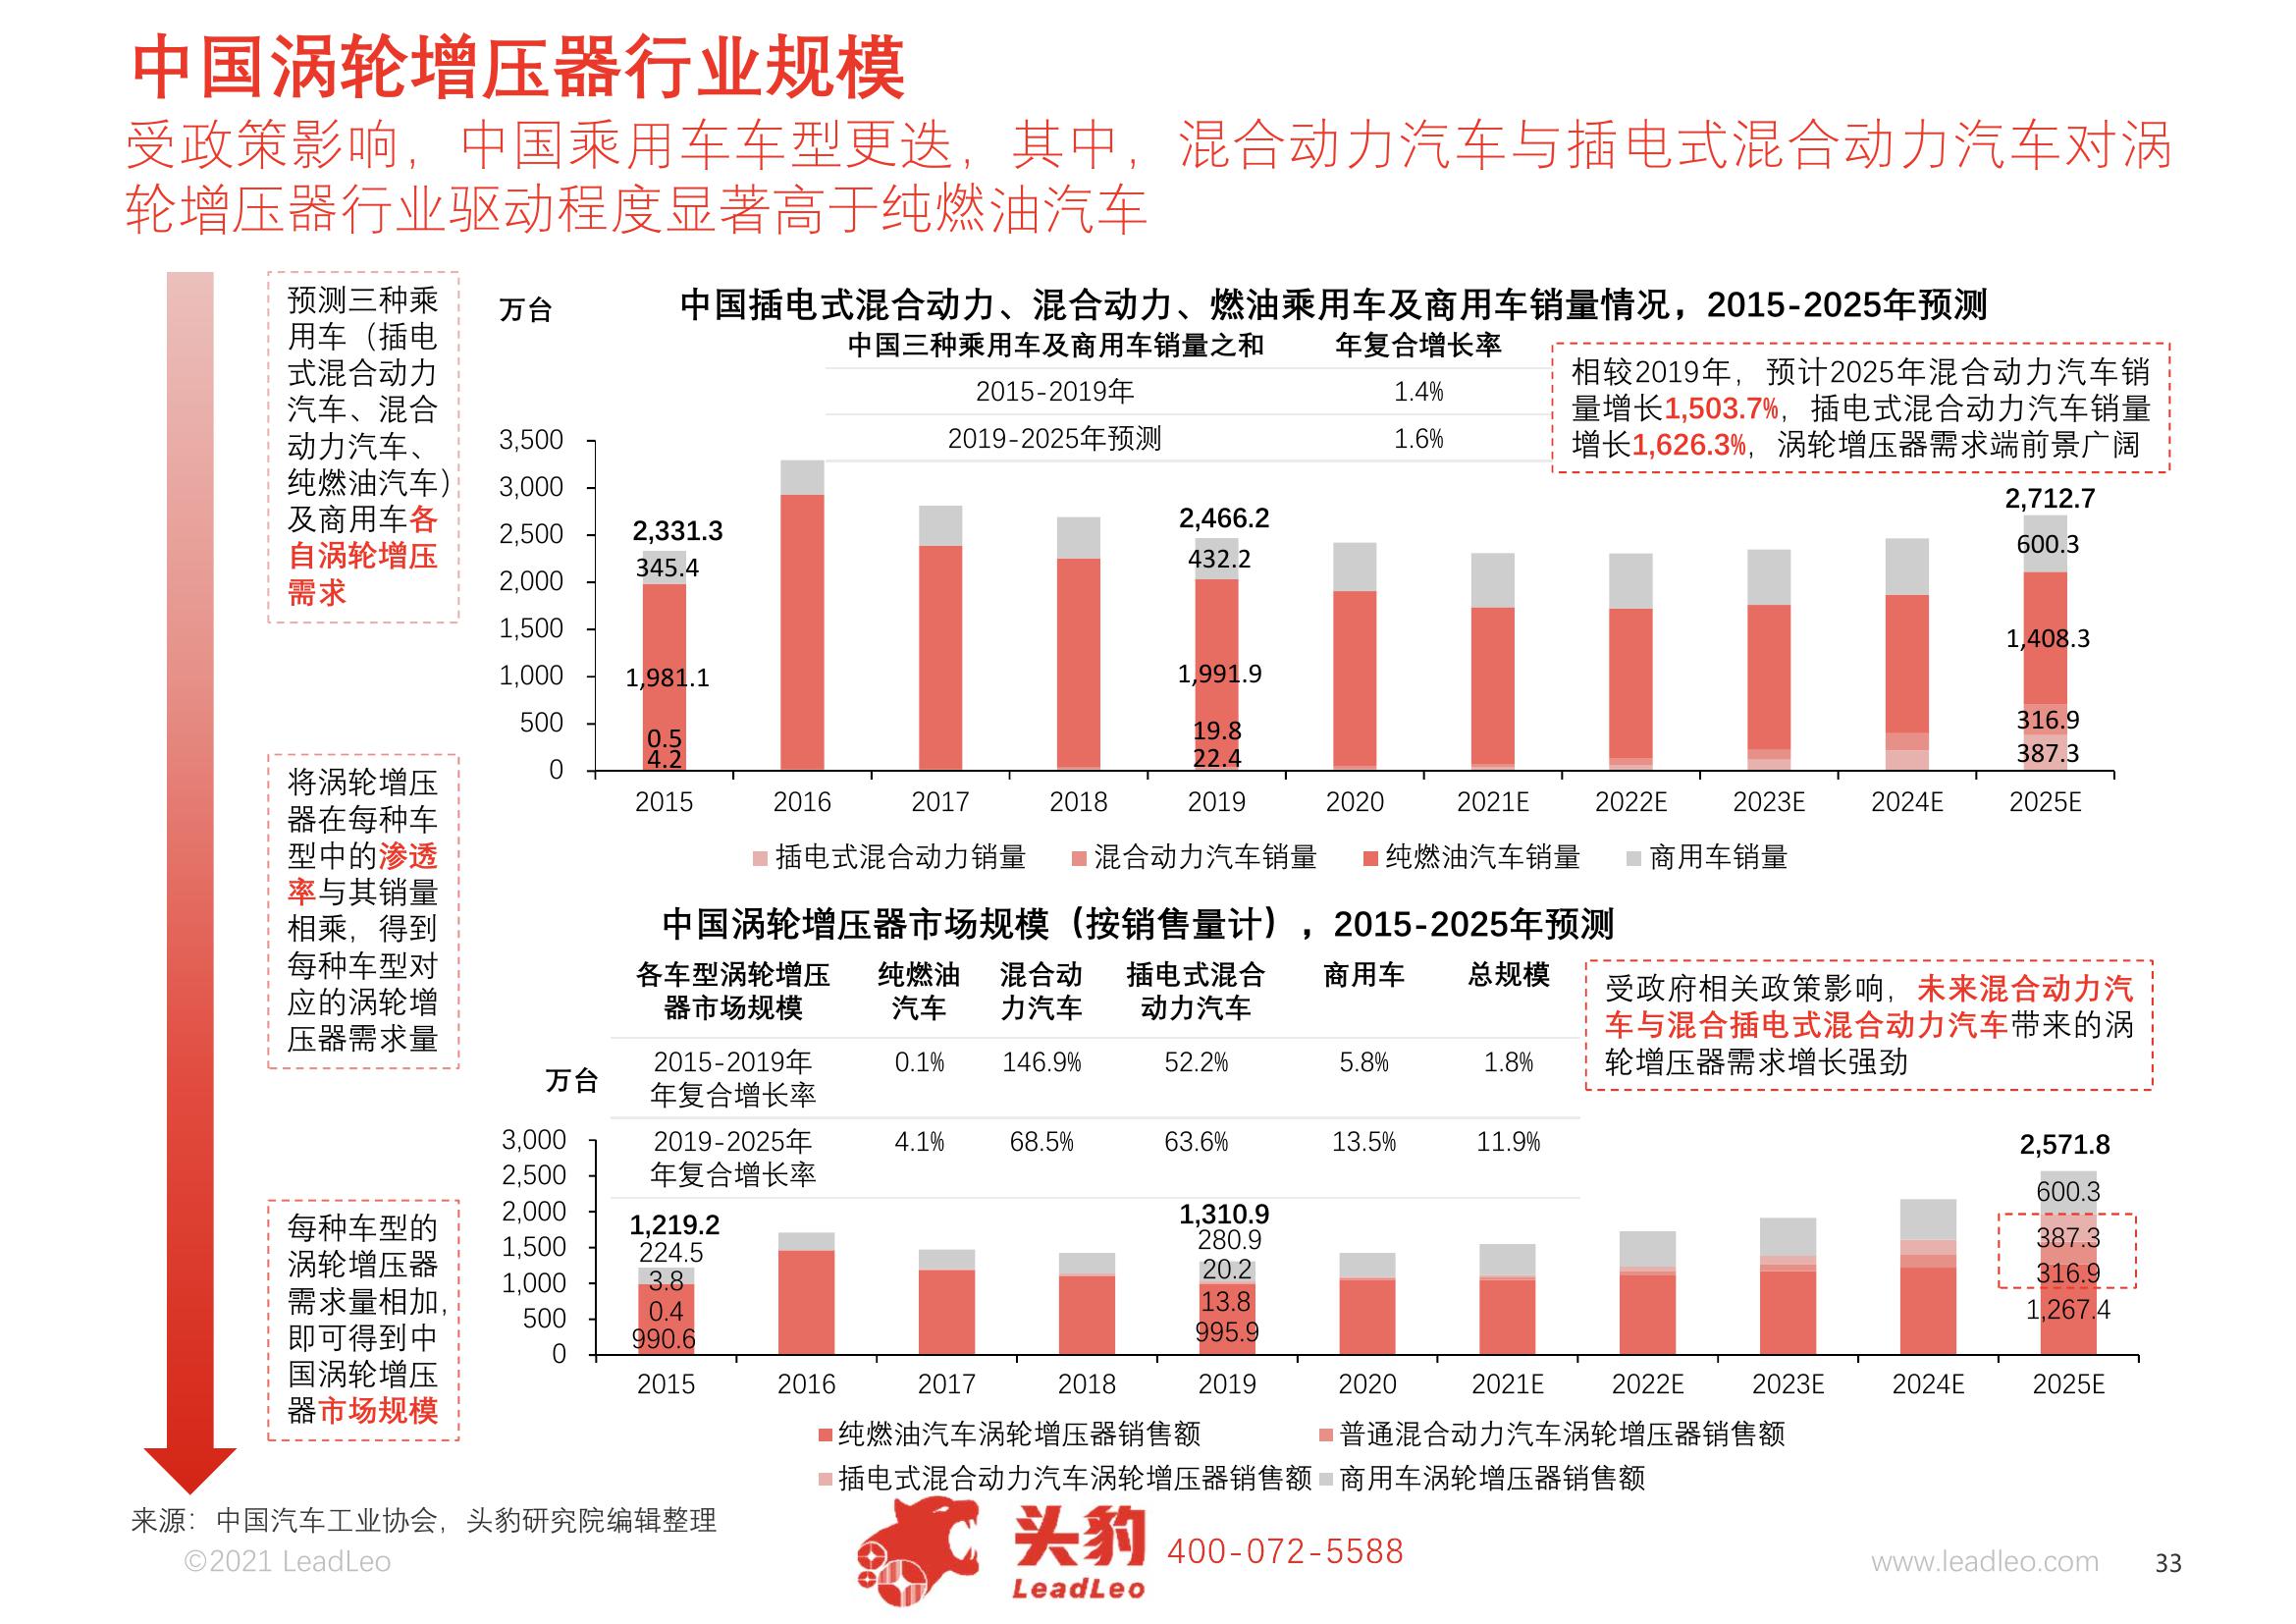 中国涡轮增压器行业规模
受政策影响，中国乘用车车型更迭，其中，混合动力汽车与插电式混合动力汽车对涡
轮增压器行业驱动程度显著高于纯燃油汽车
预测三种乘
用车（插电
式混合动力
汽车、混合
动力汽车、
纯燃油汽车）
及商用车各
自涡轮增压
需求
将涡轮增压
器在每种车
型中的渗透
率与其销量
相乘，得到
每种车型对
应的涡轮增
压器需求量
每种车型的
涡轮增压器
需求量相加，
即可得到中
国涡轮增压
器市场规模
万台
中国插电式混合动力、混合动力、燃油乘用车及商用车销量情况，2015-2025年预测
中国三种乘用车及商用车销量之和 年复合增长率
2015-2019年 1.4%
2019-2025年预测 1.6%
相较2019年，预计2025年混合动力汽车销
量增长1,503.7%，插电式混合动力汽车销量
增长1,626.3%，涡轮增压器需求端前景广阔
3,500
3,000
2,500
2,000
1,500
1,000
500
0
2,331.3
345.4
1,981.1
0.5
4.2
2,466.2
432.2
1,991.9
19.8
22.4
2,712.7
600.3
1,408.3
316.9
387.3
2015 2016 2017 2018 2019 2020 2021E 2022E 2023E 2024E 2025E
插电式混合动力销量 混合动力汽车销量 纯燃油汽车销量 商用车销量
中国涡轮增压器市场规模（按销售量计），2015-2025年预测
各车型涡轮增压 纯燃油 混合动 插电式混合 商用车 总规模
器市场规模 汽车 力汽车 动力汽车
2015-2019年 0.1% 146.9% 52.2% 5.8% 1.8%
年复合增长率
2019-2025年 4.1% 68.5% 63.6% 13.5% 11.9%
年复合增长率
受政府相关政策影响，未来混合动力汽
车与混合插电式混合动力汽车带来的涡
轮增压器需求增长强劲
万台
3,000
2,500
2,000
1,500
1,000
500
0
1,219.2
224.5
3.8
0.4
990.6
1,310.9
280.9
20.2
13.8
995.9
2,571.8
600.3
387.3
316.9
1,267.4
2015 2016 2017 2018 2019 2020 2021E 2022E 2023E 2024E 2025E
纯燃油汽车涡轮增压器销售额 普通混合动力汽车涡轮增压器销售额
插电式混合动力汽车涡轮增压器销售额 商用车涡轮增压器销售额
来源：中国汽车工业协会，头豹研究院编辑整理
©2021 LeadLeo
头豹
LeadLeo
400-072-5588
www.leadleo.com
33